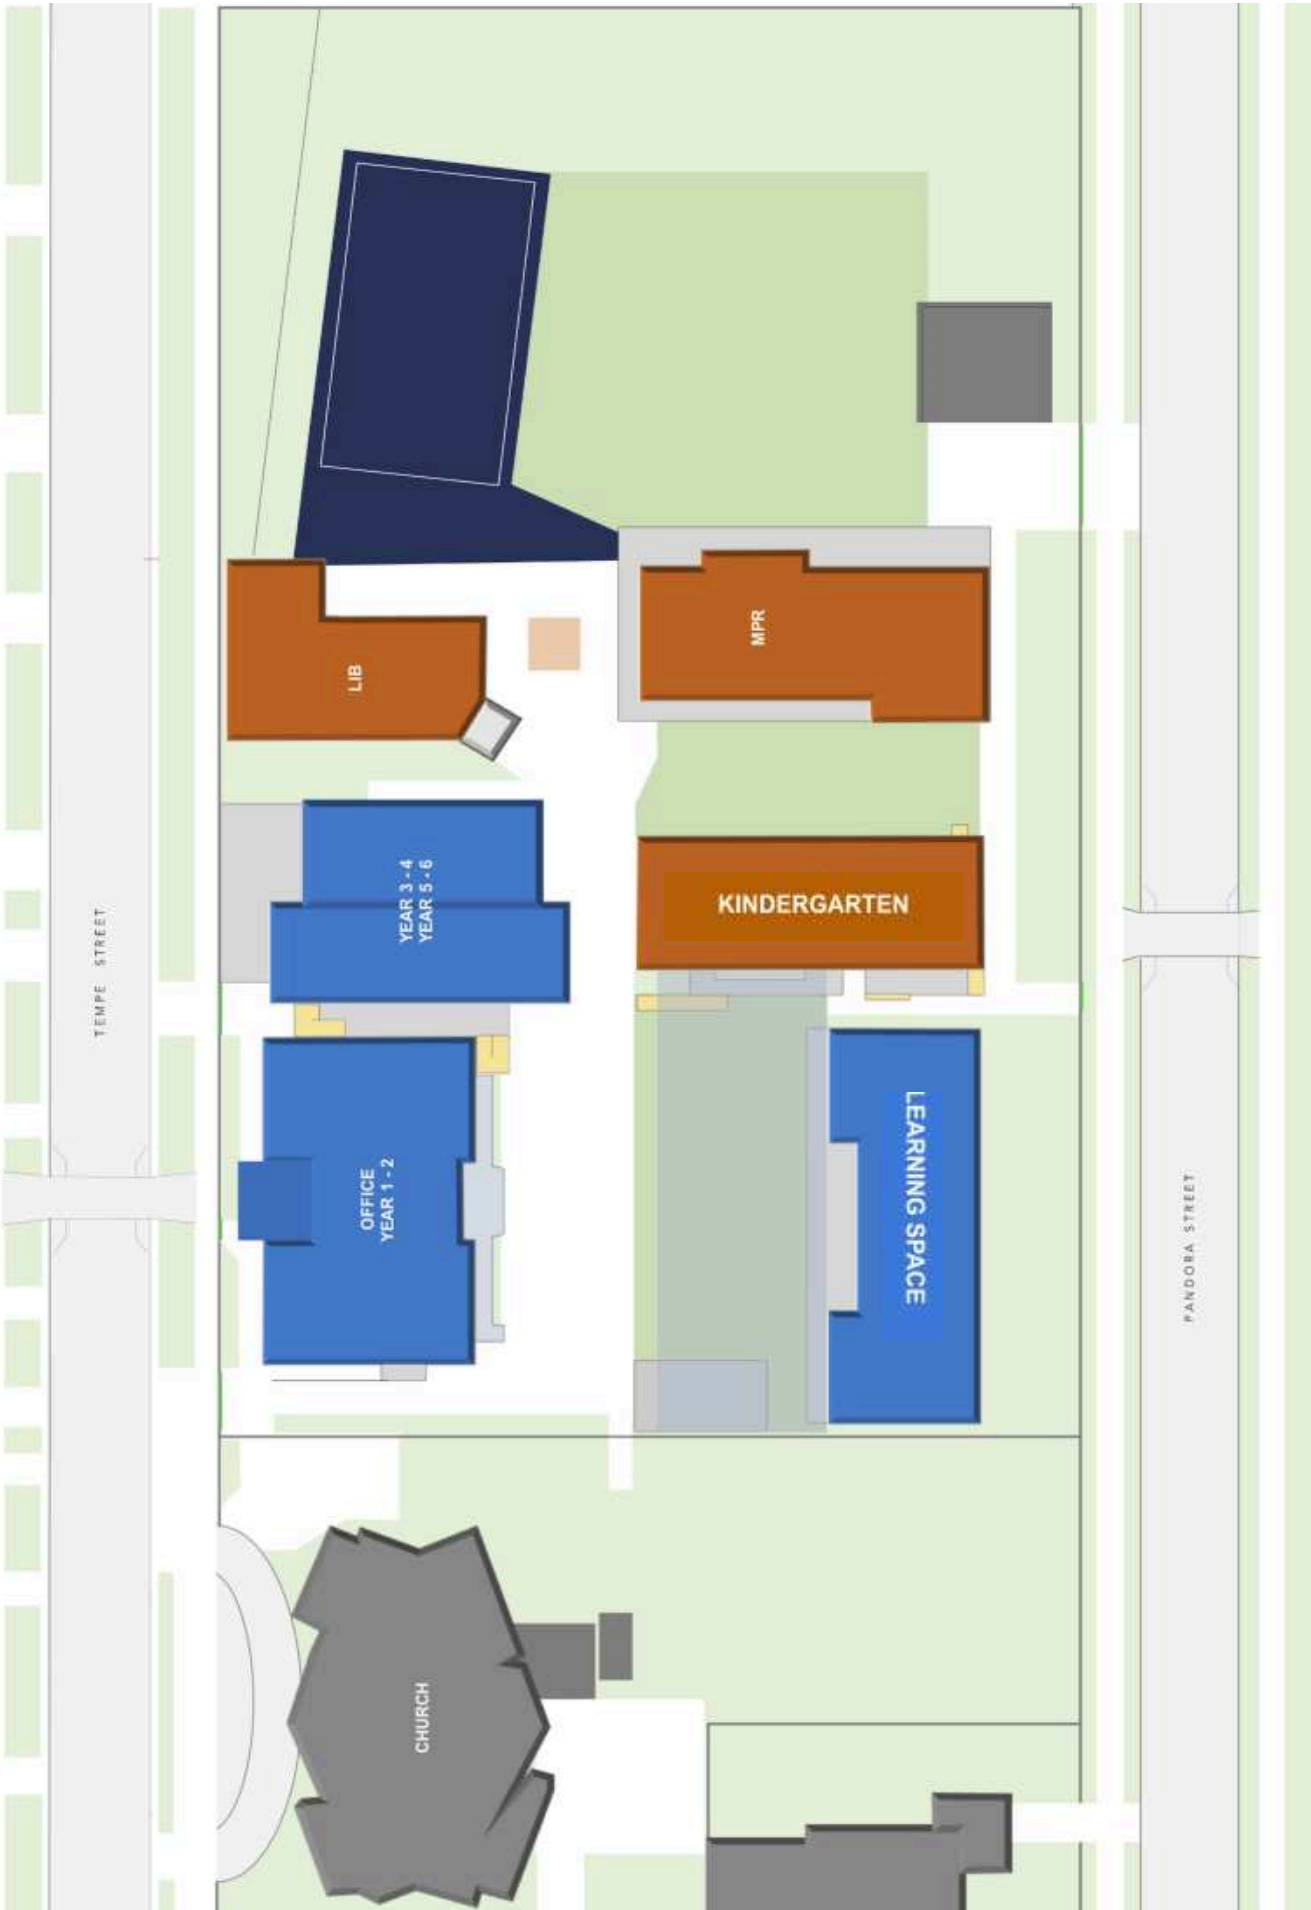 MPR
LIB
YEAR 3 - 4
YEAR 5 - 6
KINDERGARTEN
TEMPE STREET
OFFICE
YEAR 1 - 2
LEARNING SPACE
PANDORA STREET
CHURCH